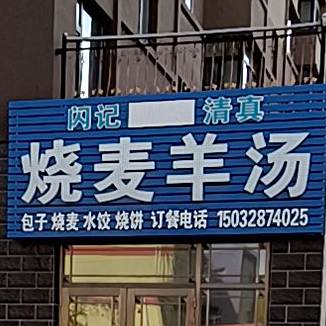 闪记 清真
烧麦羊汤
包子 烧麦 水饺 烧饼 订餐电话 15032874025